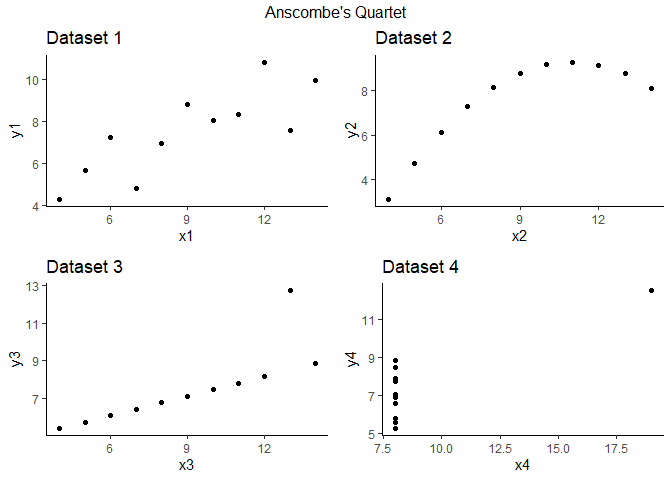 Anscombe's Quartet
Dataset 1
10
8
6
4
y1
6
9
12
x1
Dataset 2
8
6
4
y2
6
9
12
x2
Dataset 3
13
11
9
7
y3
6
9
12
x3
Dataset 4
11
9
7
5
y4
7.5
10.0
12.5
15.0
17.5
x4